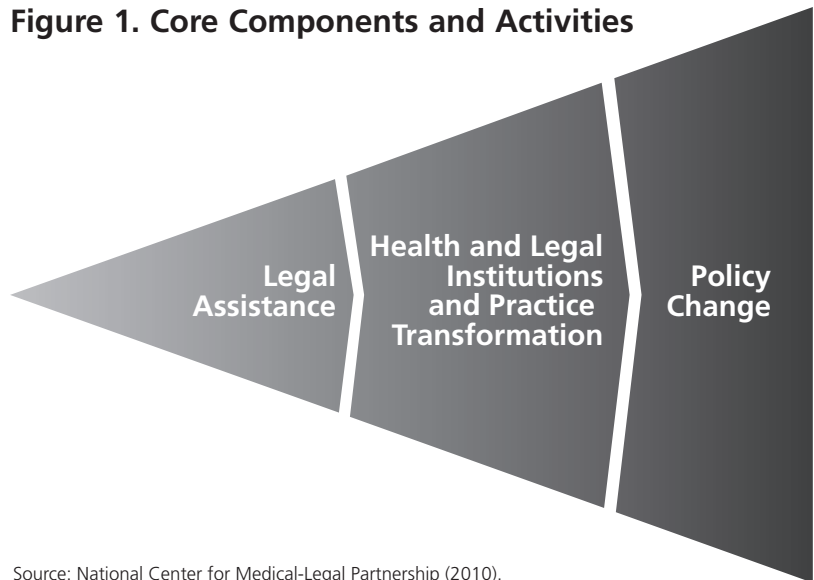 Figure 1. Core Components and Activities
Legal
Assistance
Health and Legal
Institutions
and Practice
Transformation
Policy
Change
Source: National Center for Medical-Legal Partnership (2010).